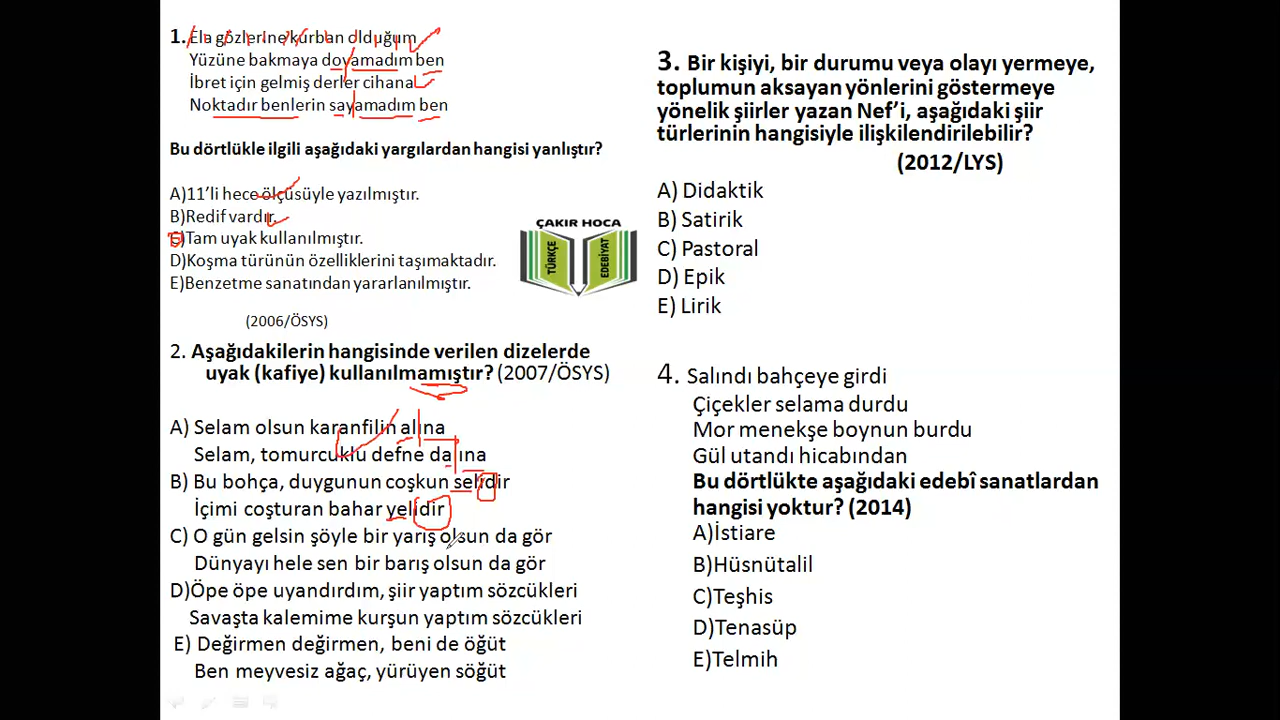 1. Ela gözlerine kurban olduğum
Yüzüne bakmaya doyamadım ben
İbret için gelmiş derler cihana
Noktadır benlerin sayamadım ben
Bu dörtlükle ilgili aşağıdaki yargılardan hangisi yanlıştır?
A)11’li hece ölçüsüyle yazılmıştır.
B)Redif vardır.
C)Tam uyak kullanılmıştır.
D)Koşma türünün özelliklerini taşımaktadır.
E)Benzetme sanatından yararlanılmıştır.
(2006/ÖSYS)
ÇAKIR HOCA
TÜRKÇE
EDEBİYAT
2. Aşağıdakilerin hangisinde verilen dizelerde
uyak (kafiye) kullanılmamıştır? (2007/ÖSYS)
A) Selam olsun karanfilin alına
Selam, tomurcuklu defne dalına
B) Bu bohça, duygunun coşkun selidir
İçimi coşturan bahar yelidir
C) O gün gelsin şöyle bir yarış olsun da gör
Dünyayı hele sen bir barış olsun da gör
D)Öpe öpe uyandırdım, şiir yaptım sözcükleri
Savaşta kalemime kurşun yaptım sözcükleri
E) Değirmen değirmen, beni de öğüt
Ben meyvesiz ağaç, yürüyen söğüt
3. Bir kişiyi, bir durumu veya olayı yermeye,
toplumun aksayan yönlerini göstermeye
yönelik şiirler yazan Nef’i, aşağıdaki şiir
türlerinin hangisiyle ilişkilendirilebilir?
(2012/LYS)
A) Didaktik
B) Satirik
C) Pastoral
D) Epik
E) Lirik
4. Salındı bahçeye girdi
Çiçekler selama durdu
Mor menekşe boynun burdu
Gül utandı hicabından
Bu dörtlükte aşağıdaki edebî sanatlardan
hangisi yoktur? (2014)
A)İstiare
B)Hüsnütalil
C)Teşhis
D)Tenasüp
E)Telmih